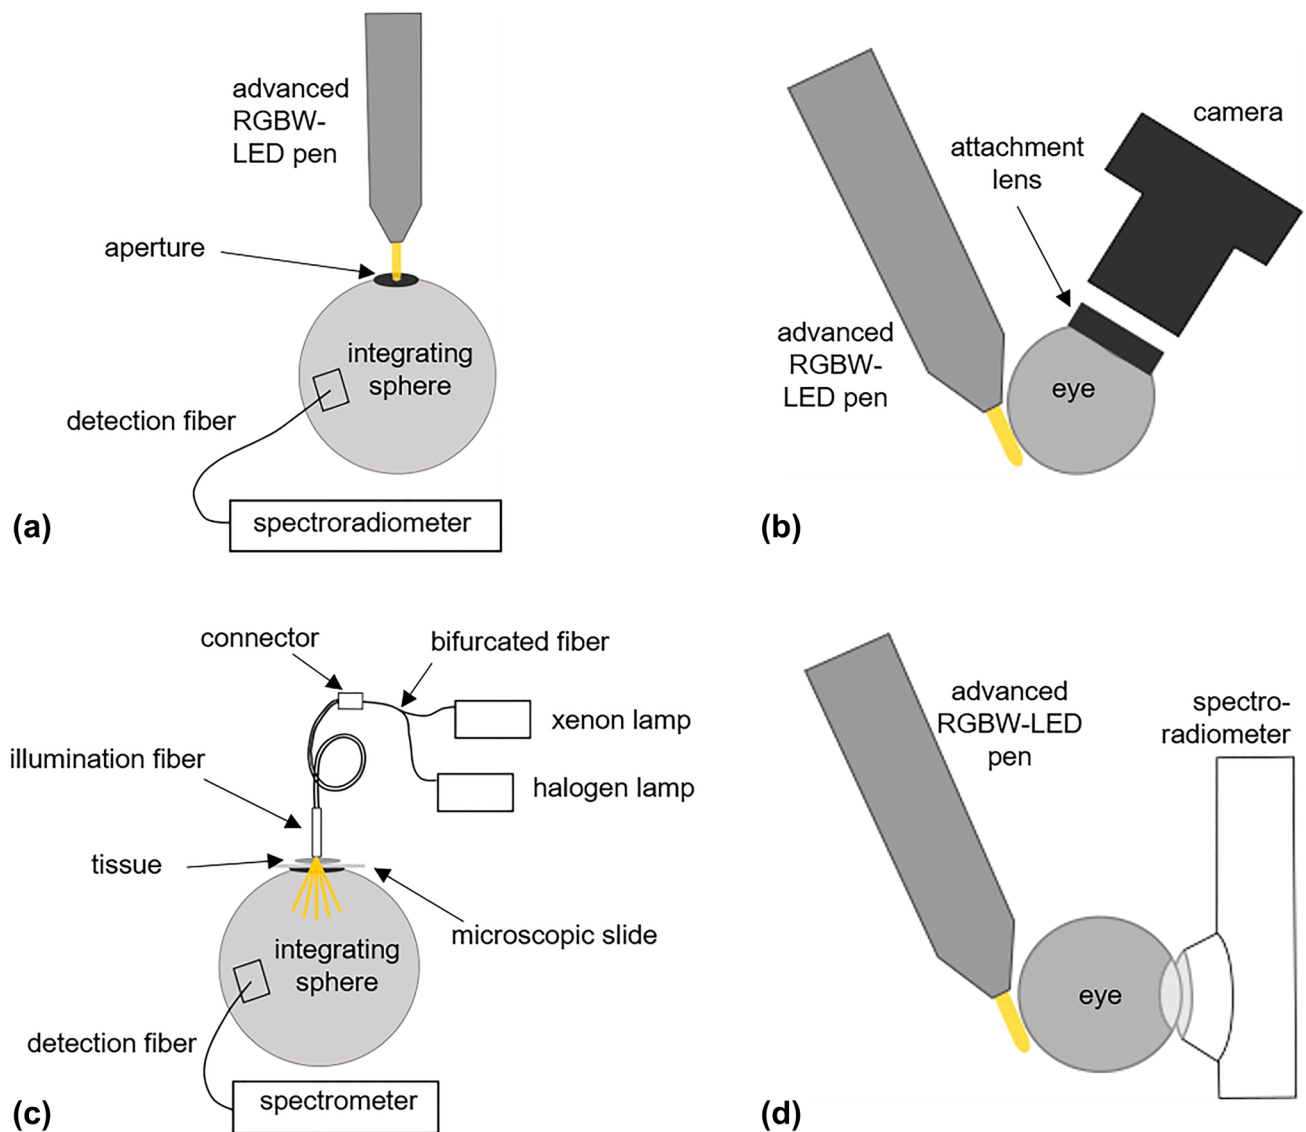 advanced
RGBW-
LED pen
aperture
integrating
sphere
detection fiber
spectroradiometer
(a)
camera
attachment
lens
advanced
RGBW-
LED pen
eye
(b)
connector
bifurcated fiber
xenon lamp
illumination fiber
halogen lamp
tissue
microscopic slide
integrating
sphere
detection fiber
spectrometer
(c)
advanced
RGBW-LED
pen
spectro-
radiometer
eye
(d)